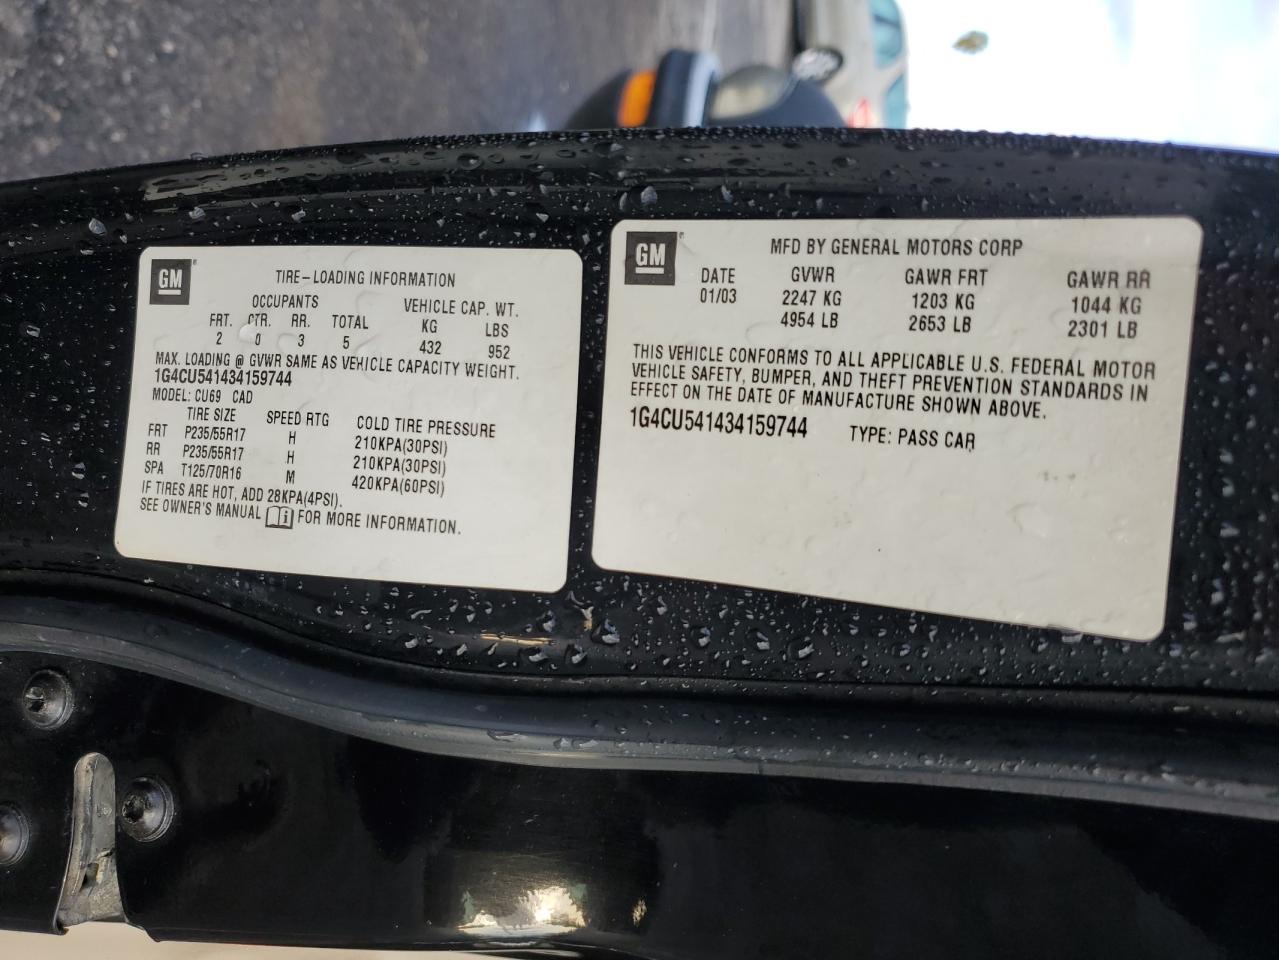 GM
TIRE-LOADING INFORMATION
OCCUPANTS VEHICLE CAP. WT.
FRT. CTR. RR. TOTAL KG LBS
2 0 3 5 432 952
MAX. LOADING @ GVWR SAME AS VEHICLE CAPACITY WEIGHT.
1G4CU541434159744
MODEL: CU69 CAD
TIRE SIZE SPEED RTG COLD TIRE PRESSURE
FRT P235/55R17 H 210KPA(30PSI)
RR P235/55R17 H 210KPA(30PSI)
SPA T125/70R16 M 420KPA(60PSI)
IF TIRES ARE HOT, ADD 28KPA(4PSI).
SEE OWNER'S MANUAL FOR MORE INFORMATION.
GM
MFD BY GENERAL MOTORS CORP
DATE GVWR GAWR FRT GAWR RR
01/03 2247 KG 1203 KG 1044 KG
4954 LB 2653 LB 2301 LB
THIS VEHICLE CONFORMS TO ALL APPLICABLE U.S. FEDERAL MOTOR
VEHICLE SAFETY, BUMPER, AND THEFT PREVENTION STANDARDS IN
EFFECT ON THE DATE OF MANUFACTURE SHOWN ABOVE.
1G4CU541434159744 TYPE: PASS CAR